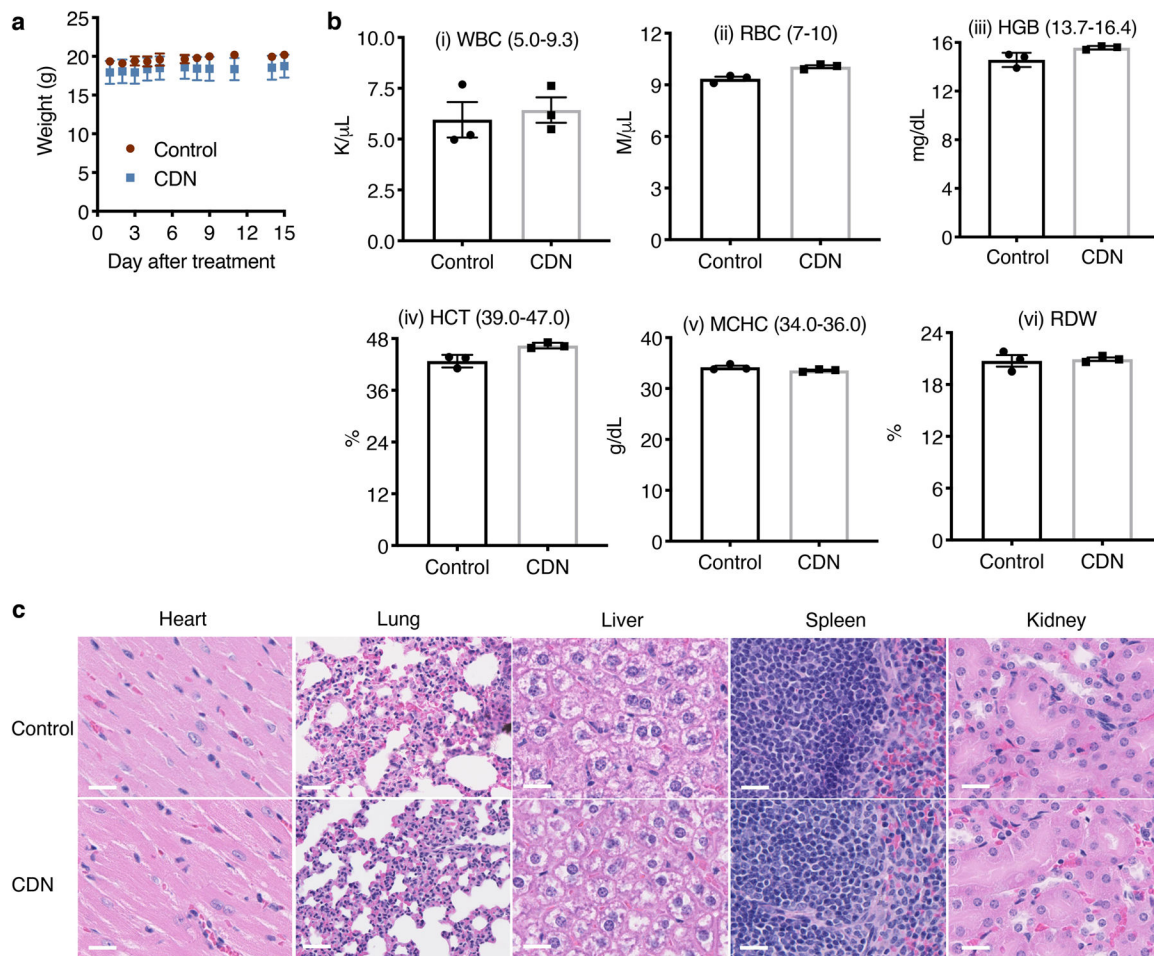 a
Weight (g)
25
20
15
10
5
0
Control
CDN
0
3
6
9
12
15
Day after treatment
b
(i) WBC (5.0-9.3)
K/μL
10.0
7.5
5.0
2.5
0.0
Control
CDN
(ii) RBC (7-10)
M/μL
12
9
6
3
0
Control
CDN
(iii) HGB (13.7-16.4)
mg/dL
16
12
8
4
0
Control
CDN
(iv) HCT (39.0-47.0)
%
48
36
24
12
0
Control
CDN
(v) MCHC (34.0-36.0)
g/dL
40
30
20
10
0
Control
CDN
(vi) RDW
%
24
18
12
6
0
Control
CDN
c
Heart
Lung
Liver
Spleen
Kidney
Control
CDN